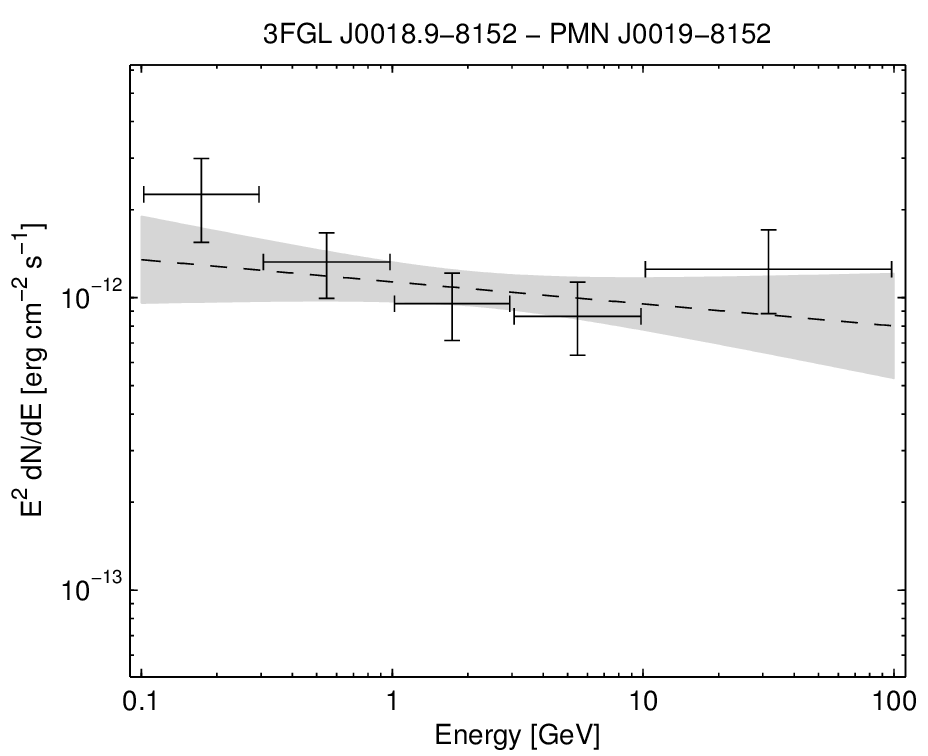 3FGL J0018.9−8152 − PMN J0019−8152
E² dN/dE [erg cm⁻² s⁻¹]
10⁻¹²
10⁻¹³
0.1 1 10 100
Energy [GeV]